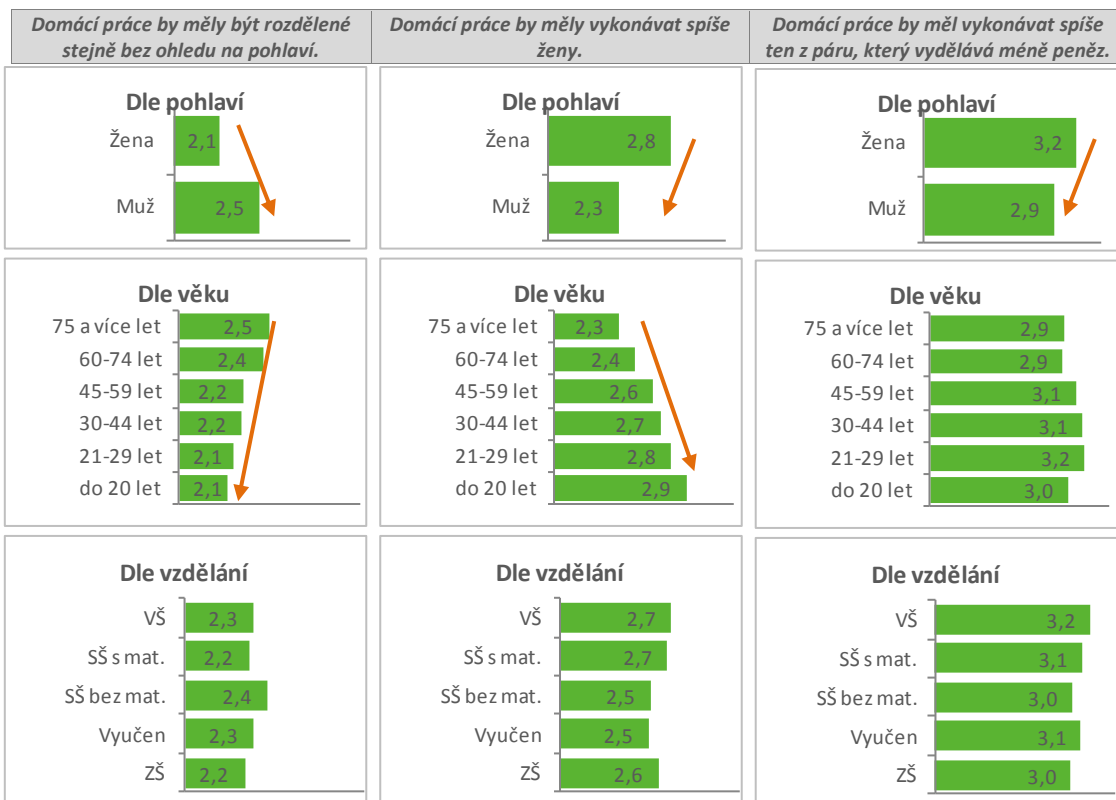 Domácí práce by měly být rozdělené
stejně bez ohledu na pohlaví.
Domácí práce by měly vykonávat spíše
ženy.
Domácí práce by měl vykonávat spíše
ten z páru, který vydělává méně peněz.
Dle pohlaví
Žena 2,1
Muž 2,5
Dle pohlaví
Žena 2,8
Muž 2,3
Dle pohlaví
Žena 3,2
Muž 2,9
Dle věku
75 a více let 2,5
60-74 let 2,4
45-59 let 2,2
30-44 let 2,2
21-29 let 2,1
do 20 let 2,1
Dle věku
75 a více let 2,3
60-74 let 2,4
45-59 let 2,6
30-44 let 2,7
21-29 let 2,8
do 20 let 2,9
Dle věku
75 a více let 2,9
60-74 let 2,9
45-59 let 3,1
30-44 let 3,1
21-29 let 3,2
do 20 let 3,0
Dle vzdělání
VŠ 2,3
SŠ s mat. 2,2
SŠ bez mat. 2,4
Vyučen 2,3
ZŠ 2,2
Dle vzdělání
VŠ 2,7
SŠ s mat. 2,7
SŠ bez mat. 2,5
Vyučen 2,5
ZŠ 2,6
Dle vzdělání
VŠ 3,2
SŠ s mat. 3,1
SŠ bez mat. 3,0
Vyučen 3,1
ZŠ 3,0